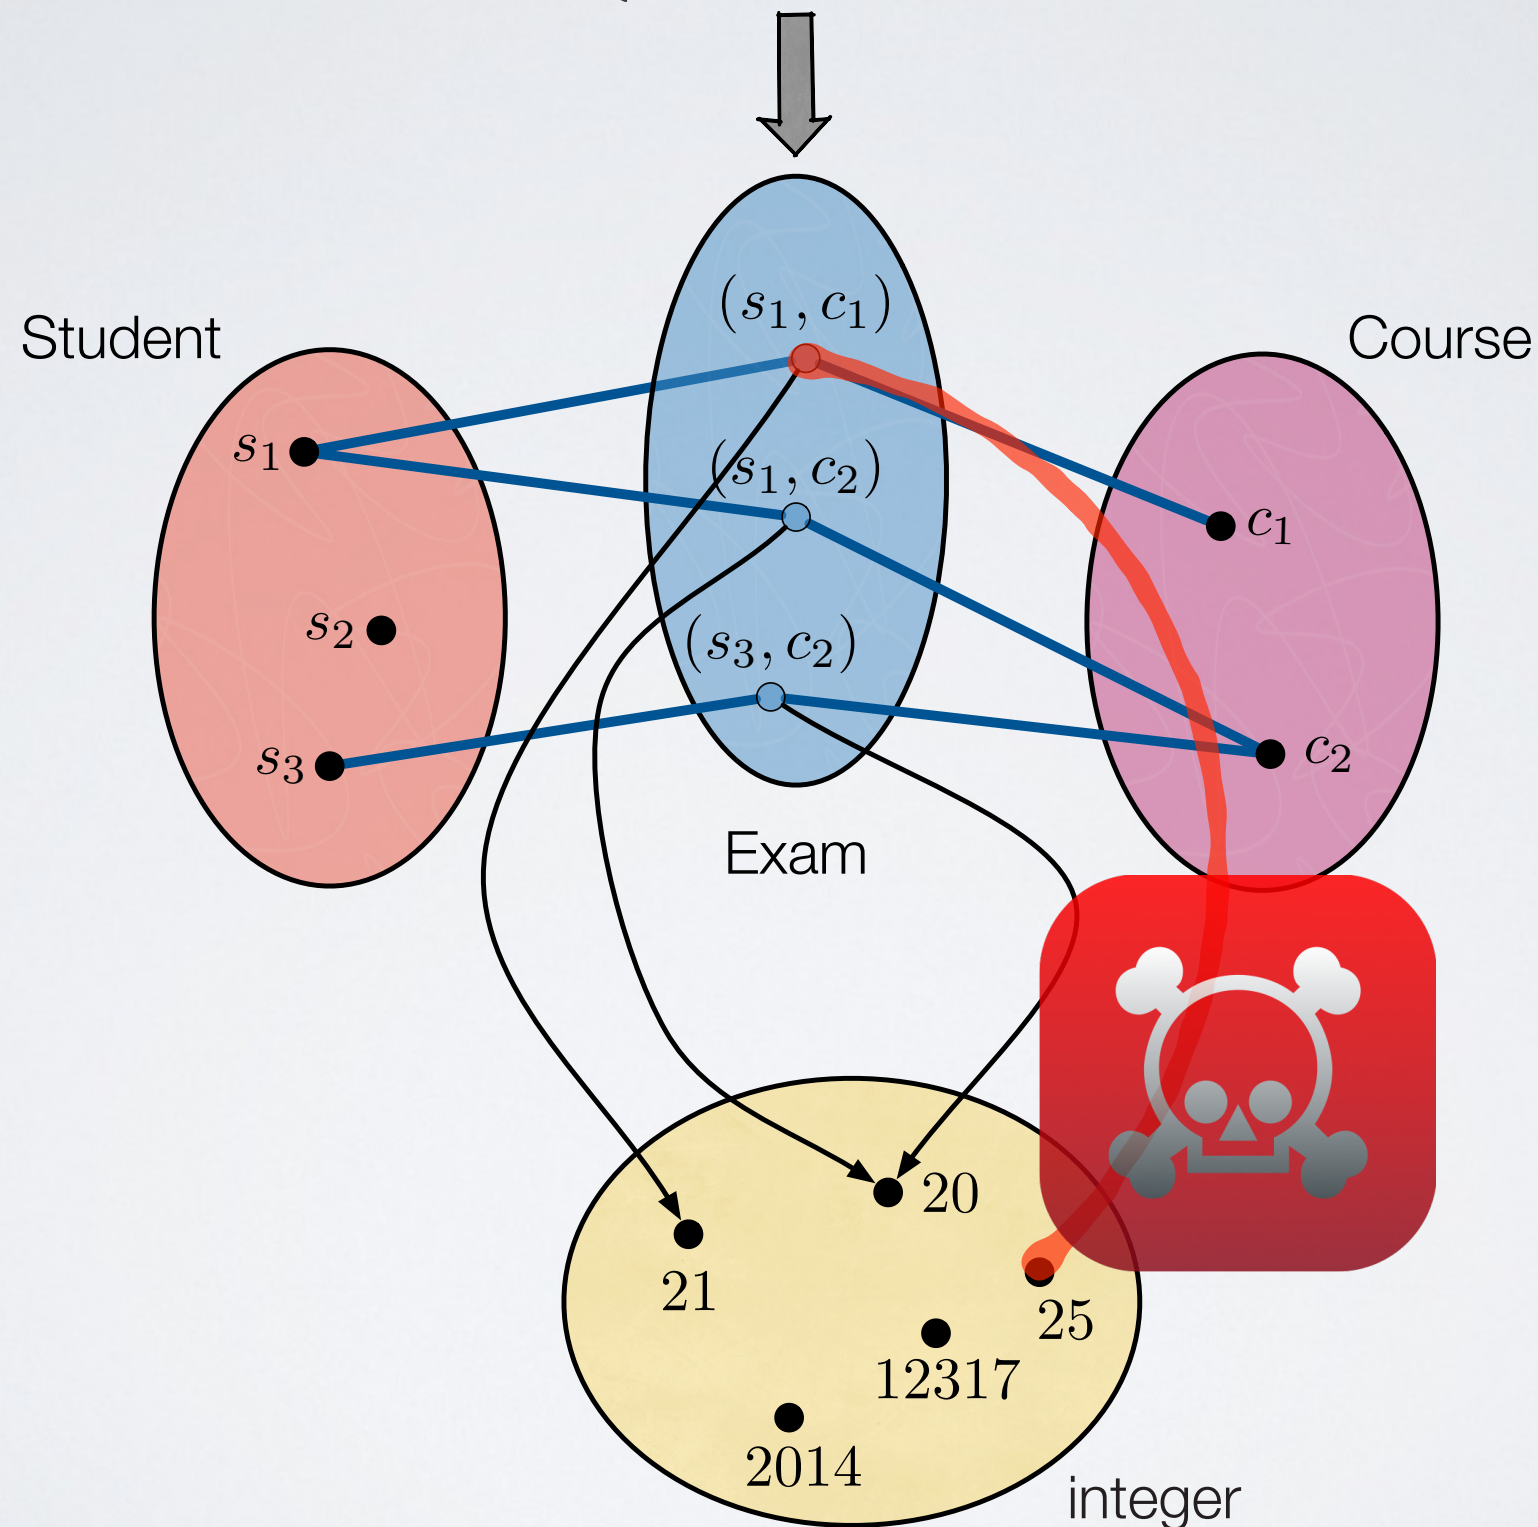 (s₁, c₁)
Student
Course
s₁
(s₁, c₂)
c₁
s₂
(s₃, c₂)
s₃
c₂
Exam
20
21
25
12317
2014
integer